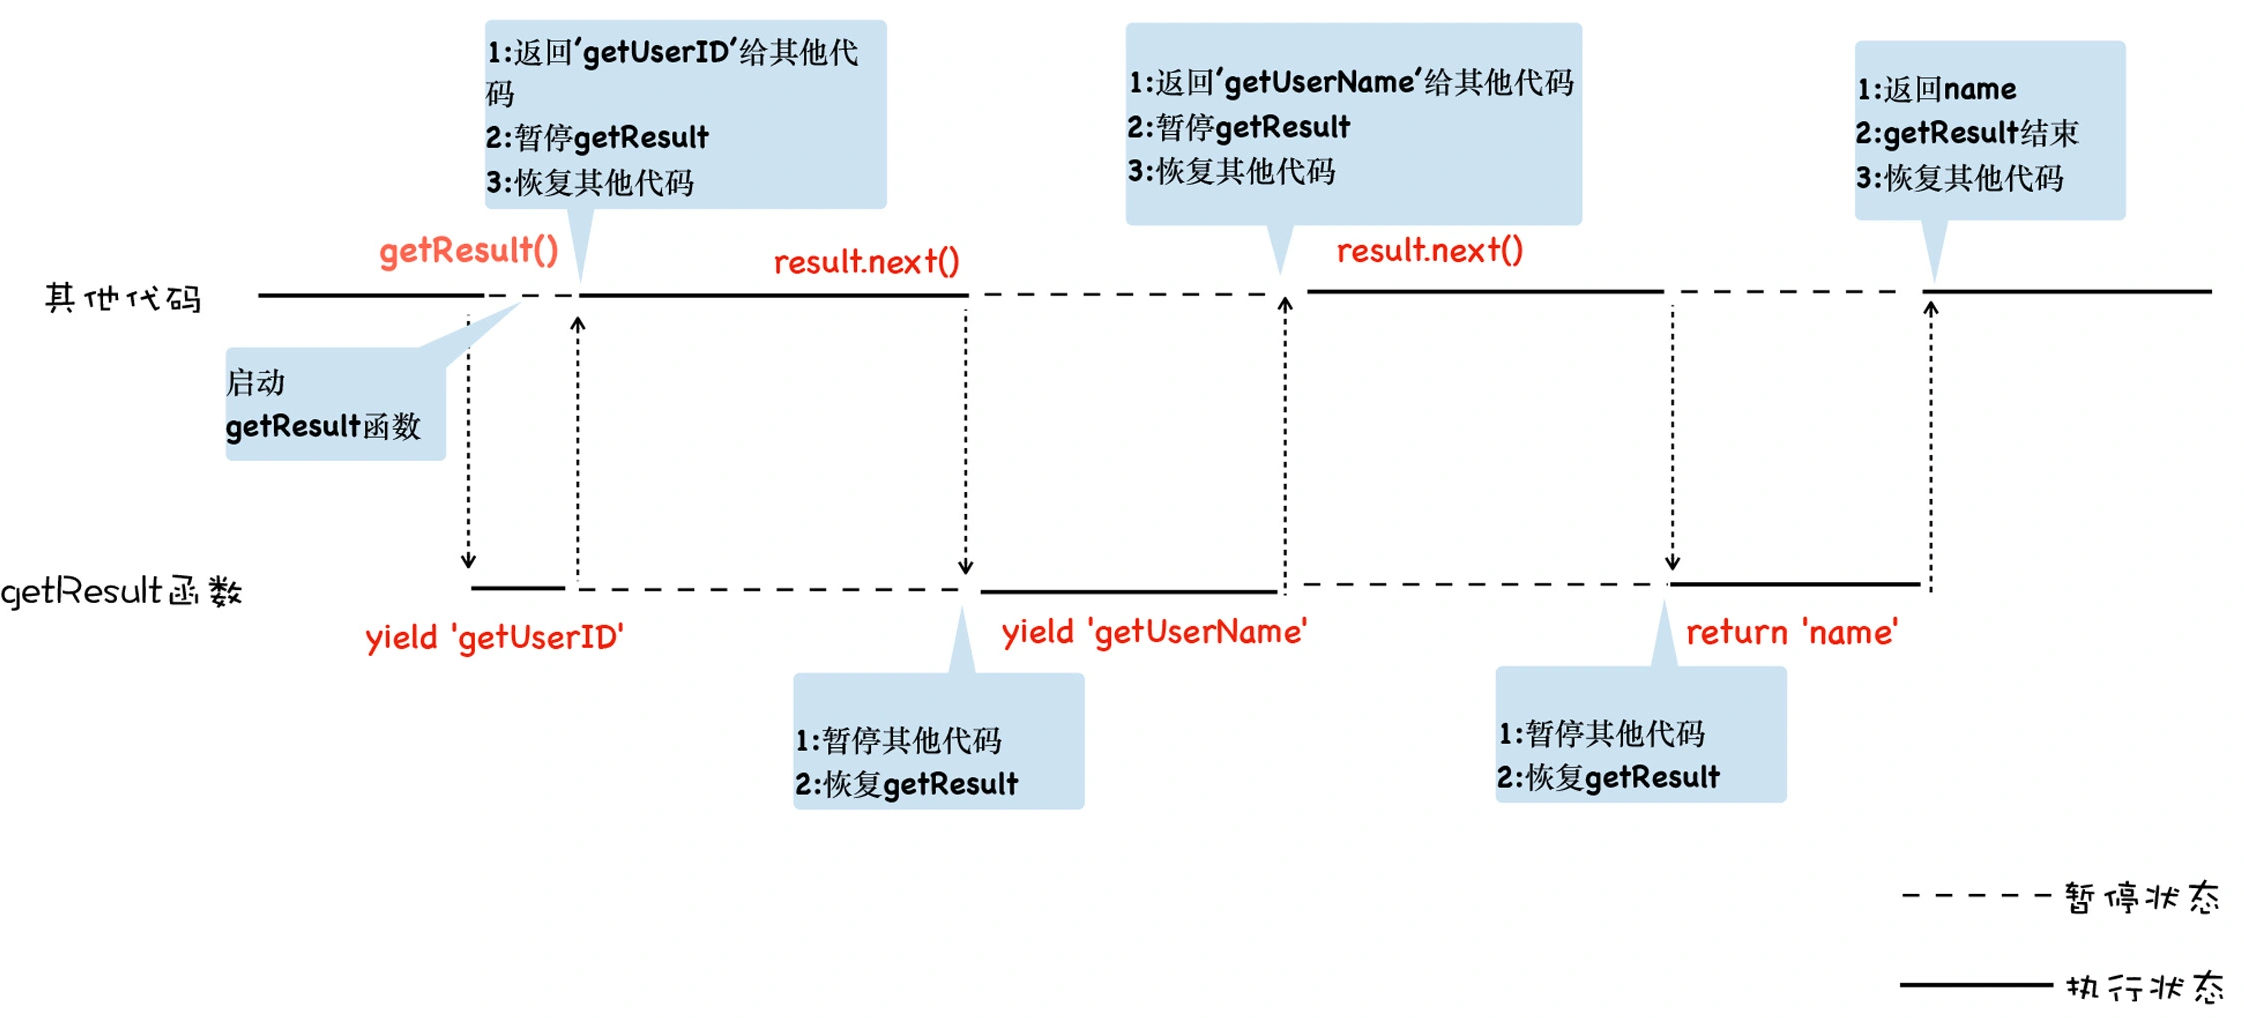 1:返回'getUserID'给其他代
码
2:暂停getResult
3:恢复其他代码
1:返回'getUserName'给其他代码
2:暂停getResult
3:恢复其他代码
1:返回name
2:getResult结束
3:恢复其他代码
getResult()
result.next()
result.next()
其他代码
启动
getResult函数
getResult函数
yield 'getUserID'
yield 'getUserName'
return 'name'
1:暂停其他代码
2:恢复getResult
1:暂停其他代码
2:恢复getResult
暂停状态
执行状态